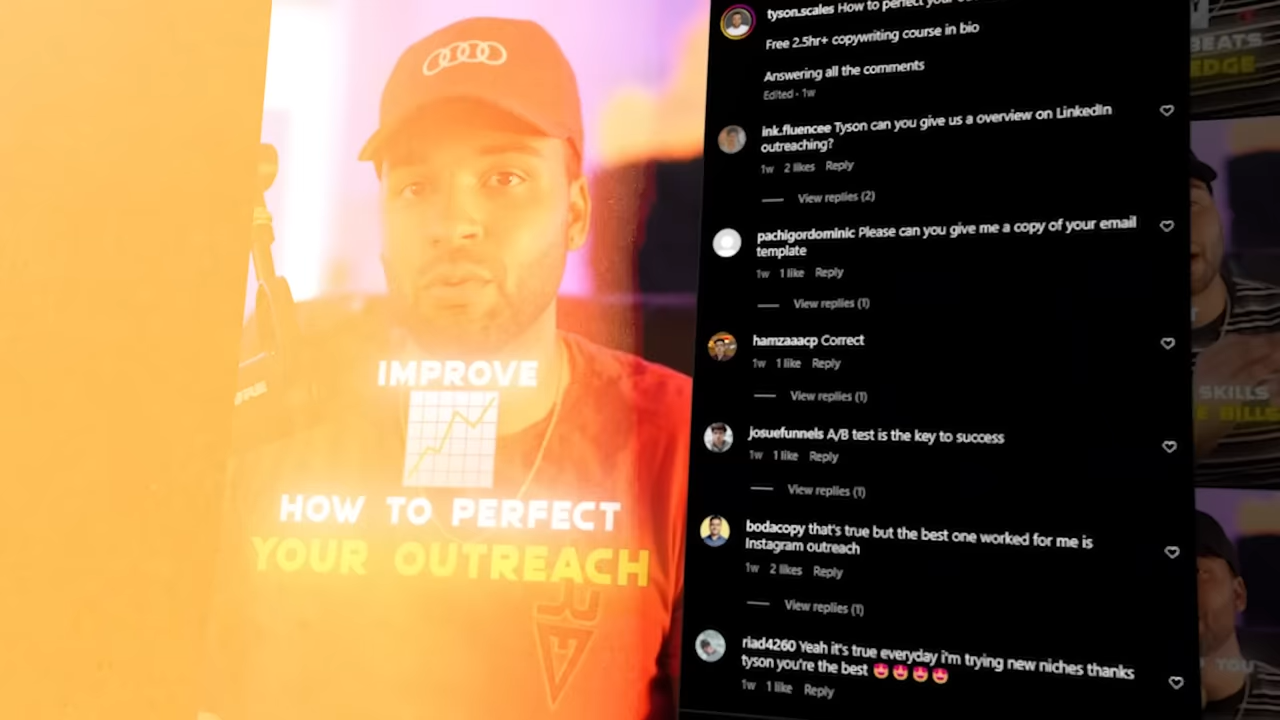 IMPROVE
HOW TO PERFECT
YOUR OUTREACH
tyson.scales How to perfect your
Free 2.5hr+ copywriting course in bio
Answering all the comments
Edited · 1w
ink.fluencee Tyson can you give us a overview on LinkedIn
outreaching?
1w 2 likes Reply
View replies (2)
pachigordominic Please can you give me a copy of your email
template
1w 1 like Reply
View replies (1)
hamzaaacp Correct
1w 1 like Reply
View replies (1)
josuefunnels A/B test is the key to success
1w 1 like Reply
View replies (1)
bodacopy that's true but the best one worked for me is
Instagram outreach
1w 2 likes Reply
View replies (1)
riad4260 Yeah it's true everyday i'm trying new niches thanks
tyson you're the best 😍😍😍😍
1w 1 like Reply
BEATS
EDGE
SKILLS
BILLS
YOU